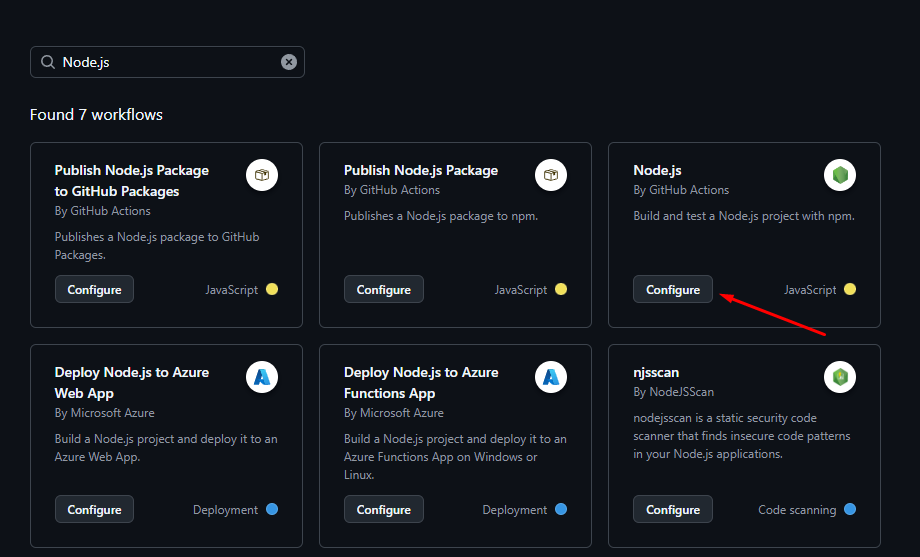 Node.js
Found 7 workflows
Publish Node.js Package
to GitHub Packages
By GitHub Actions
Publishes a Node.js package to GitHub
Packages.
Configure
JavaScript
Publish Node.js Package
By GitHub Actions
Publishes a Node.js package to npm.
Configure
JavaScript
Node.js
By GitHub Actions
Build and test a Node.js project with npm.
Configure
JavaScript
Deploy Node.js to Azure
Web App
By Microsoft Azure
Build a Node.js project and deploy it to an
Azure Web App.
Configure
Deployment
Deploy Node.js to Azure
Functions App
By Microsoft Azure
Build a Node.js project and deploy it to an
Azure Functions App on Windows or
Linux.
Configure
Deployment
njsscan
By NodeJSScan
nodejsscan is a static security code
scanner that finds insecure code patterns
in your Node.js applications.
Configure
Code scanning